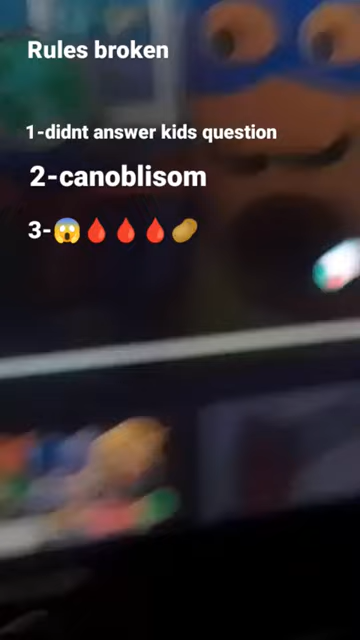 Rules broken
1-didnt answer kids question
2-canoblisom
3-😱🩸🩸🩸🥔